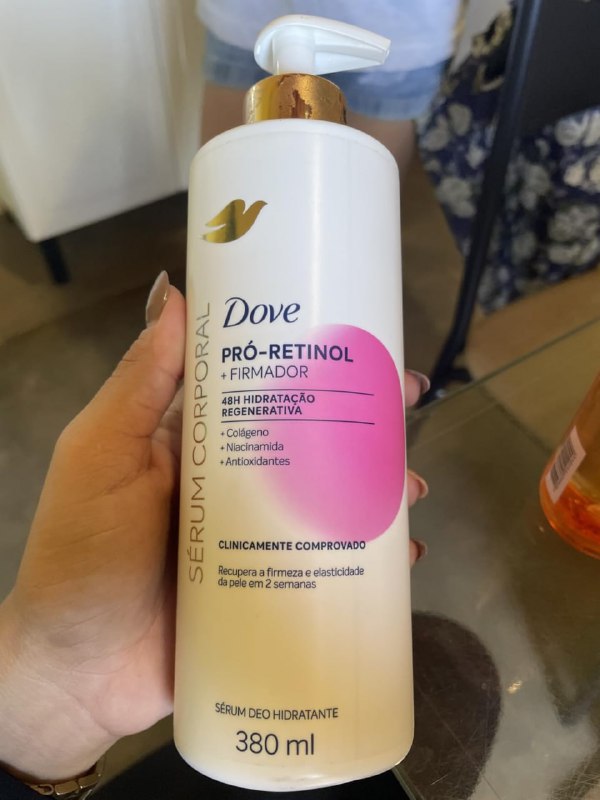 SÉRUM CORPORAL
Dove
PRÓ-RETINOL
+ FIRMADOR
48H HIDRATAÇÃO
REGENERATIVA
+ Colágeno
+ Niacinamida
+ Antioxidantes
CLINICAMENTE COMPROVADO
Recupera a firmeza e elasticidade
da pele em 2 semanas
SÉRUM DEO HIDRATANTE
380 ml